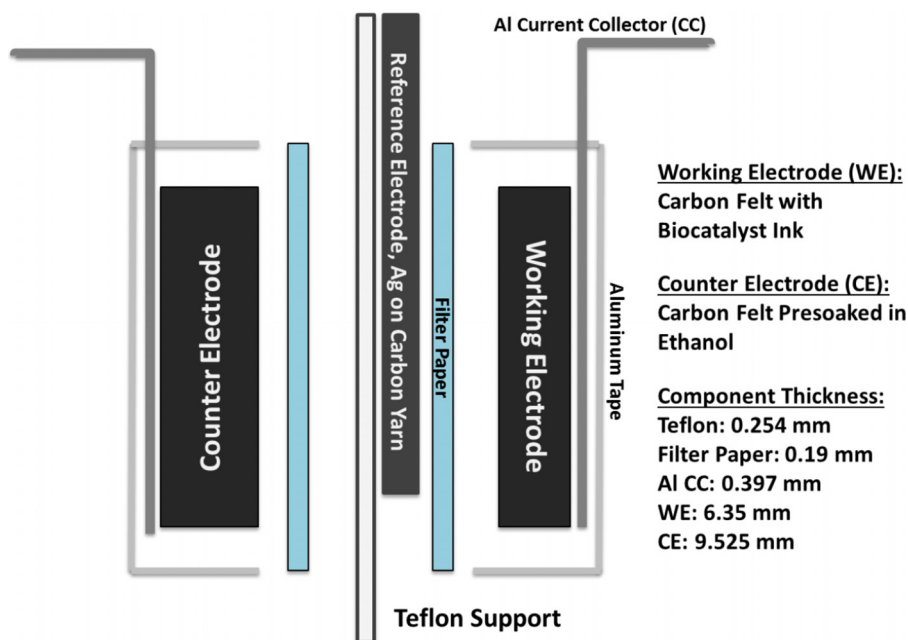 Al Current Collector (CC)
Reference Electrode, Ag on Carbon Yarn
Counter Electrode
Filter Paper
Working Electrode
Aluminum Tape
Working Electrode (WE):
Carbon Felt with
Biocatalyst Ink
Counter Electrode (CE):
Carbon Felt Presoaked in
Ethanol
Component Thickness:
Teflon: 0.254 mm
Filter Paper: 0.19 mm
Al CC: 0.397 mm
WE: 6.35 mm
CE: 9.525 mm
Teflon Support